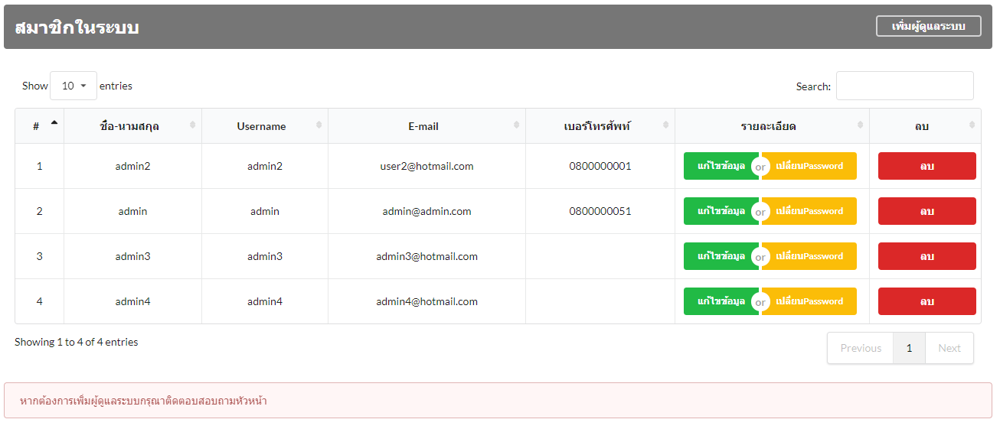 สมาชิกในระบบ เพิ่มผู้ดูแลระบบ
Show 10 entries Search:
# ชื่อ-นามสกุล Username E-mail เบอร์โทรศัพท์ รายละเอียด ลบ
1 admin2 admin2 user2@hotmail.com 0800000001 แก้ไขข้อมูล or เปลี่ยนPassword ลบ
2 admin admin admin@admin.com 0800000051 แก้ไขข้อมูล or เปลี่ยนPassword ลบ
3 admin3 admin3 admin3@hotmail.com แก้ไขข้อมูล or เปลี่ยนPassword ลบ
4 admin4 admin4 admin4@hotmail.com แก้ไขข้อมูล or เปลี่ยนPassword ลบ
Showing 1 to 4 of 4 entries Previous 1 Next
หากต้องการเพิ่มผู้ดูแลระบบกรุณาติดตอบสอบถามหัวหน้า